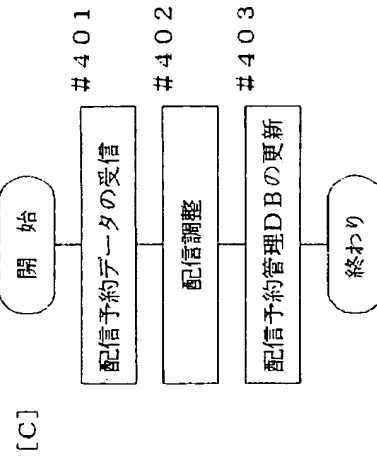 [C]
開 始
配信予約データの受信
#401
配信調整
#402
配信予約管理DBの更新
#403
終わり